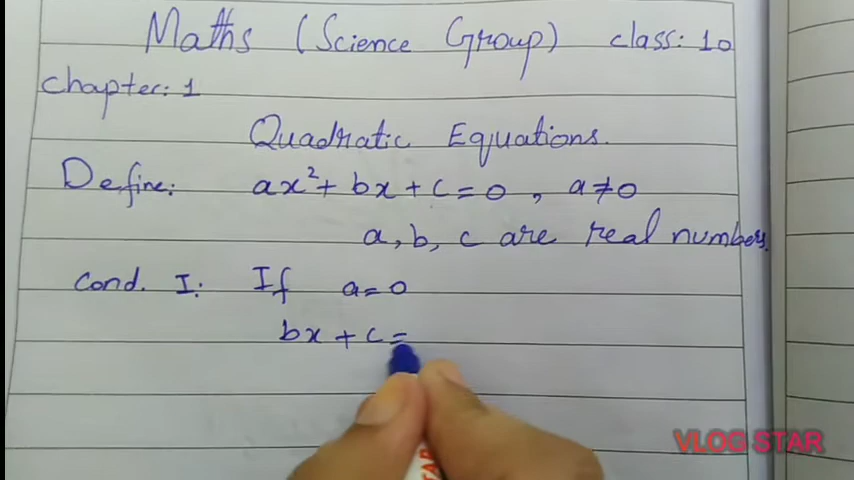 Maths (Science Group) class: 10
Chapter: 1
Quadratic Equations.
Define: ax² + bx + c = 0 , a ≠ 0
a, b, c are real numbers.
Cond. I: If a = 0
bx + c =
VLOG STAR